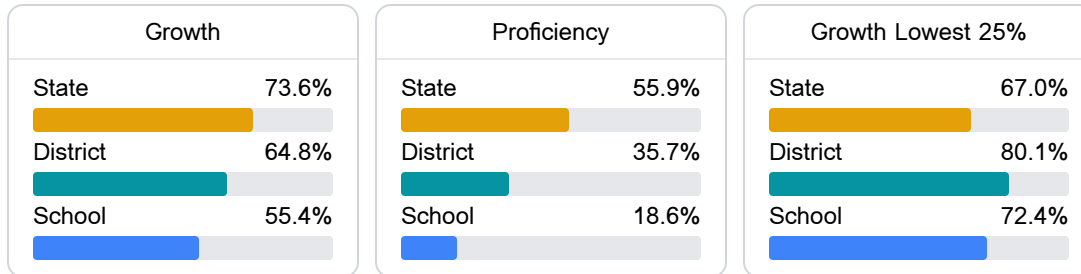 Growth
State 73.6%
District 64.8%
School 55.4%
Proficiency
State 55.9%
District 35.7%
School 18.6%
Growth Lowest 25%
State 67.0%
District 80.1%
School 72.4%